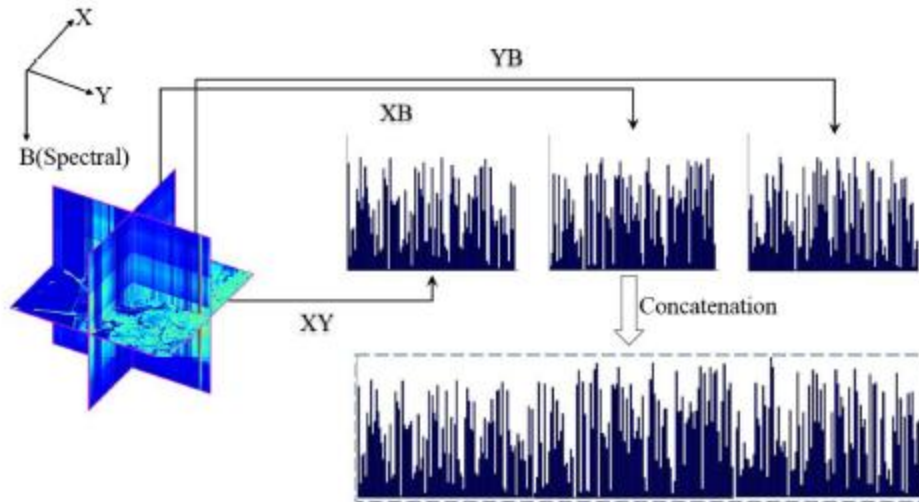 X
YB
Y
XB
B(Spectral)
Concatenation
XY